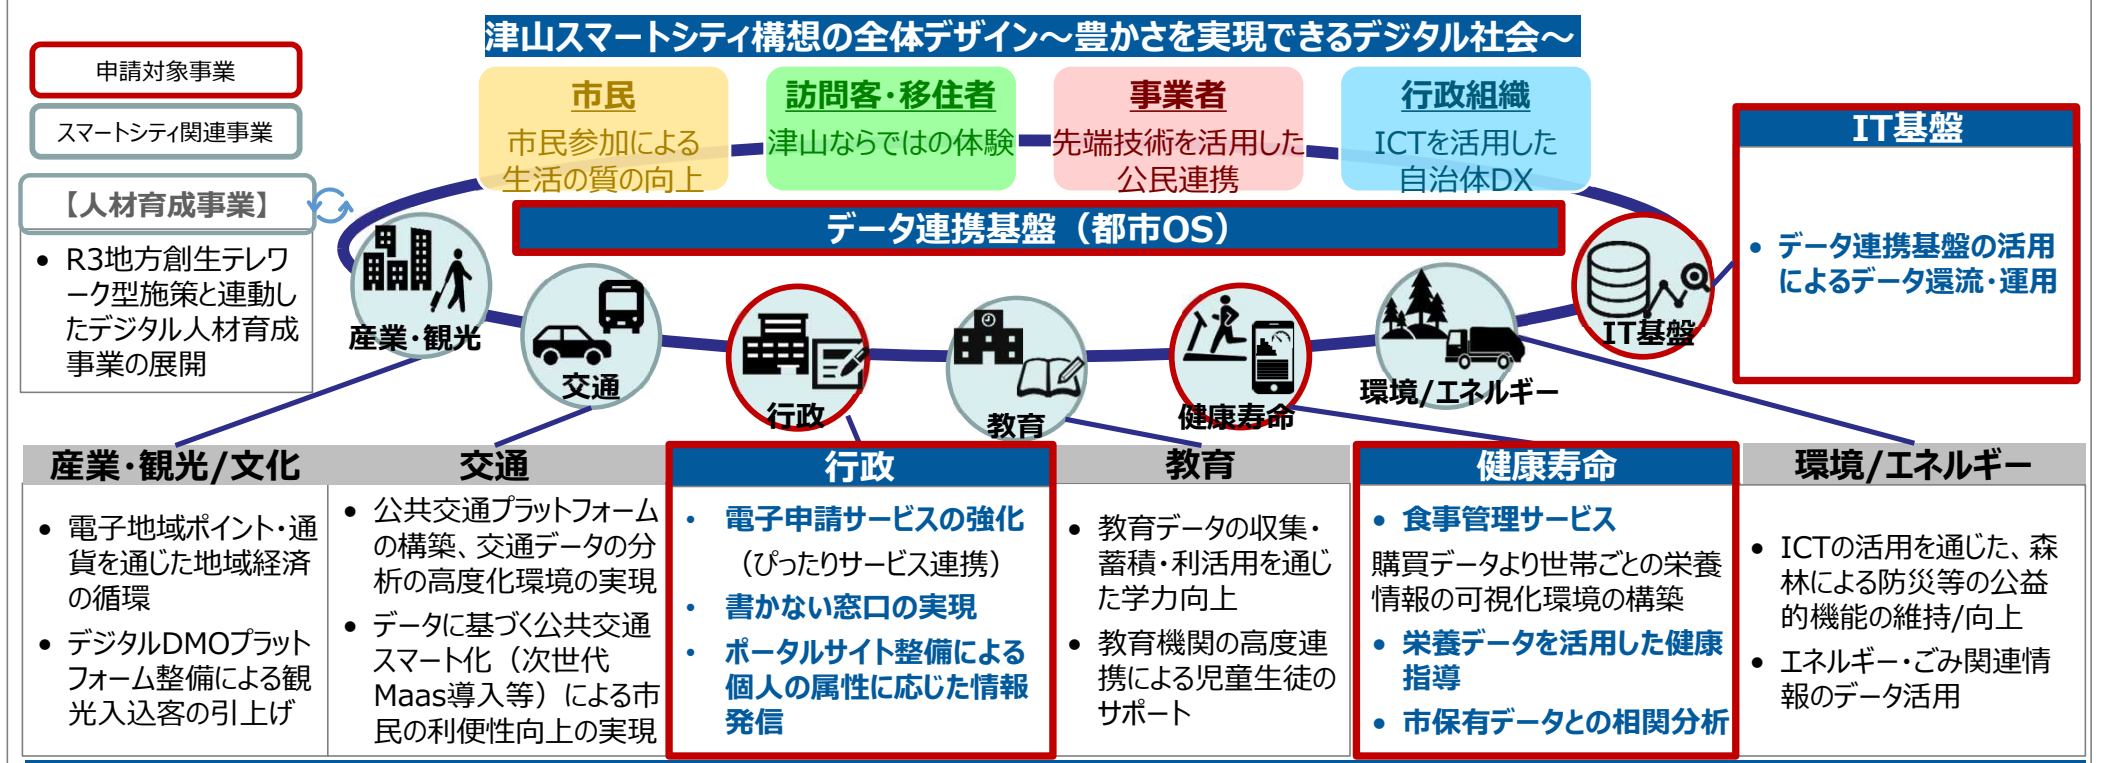 津山スマートシティ構想の全体デザイン～豊かさを実現できるデジタル社会～
申請対象事業
スマートシティ関連事業
市民
市民参加による
生活の質の向上
訪問客・移住者
津山ならではの体験
事業者
先端技術を活用した
公民連携
行政組織
ICTを活用した
自治体DX
IT基盤
• データ連携基盤の活用
によるデータ還流・運用
【人材育成事業】
• R3地方創生テレワ
ーク型施策と連動し
たデジタル人材育成
事業の展開
データ連携基盤（都市OS）
産業・観光
交通
行政
教育
健康寿命
環境/エネルギー
IT基盤
産業・観光/文化
• 電子地域ポイント・通
貨を通じた地域経済
の循環
• デジタルDMOプラット
フォーム整備による観
光入込客の引上げ
交通
• 公共交通プラットフォーム
の構築、交通データの分
析の高度化環境の実現
• データに基づく公共交通
スマート化（次世代
Maas導入等）による市
民の利便性向上の実現
行政
• 電子申請サービスの強化
（ぴったりサービス連携）
• 書かない窓口の実現
• ポータルサイト整備による
個人の属性に応じた情報
発信
教育
• 教育データの収集・
蓄積・利活用を通じ
た学力向上
• 教育機関の高度連
携による児童生徒の
サポート
健康寿命
• 食事管理サービス
購買データより世帯ごとの栄養
情報の可視化環境の構築
• 栄養データを活用した健康
指導
• 市保有データとの相関分析
環境/エネルギー
• ICTの活用を通じた、森
林による防災等の公益
的機能の維持/向上
• エネルギー・ごみ関連情
報のデータ活用